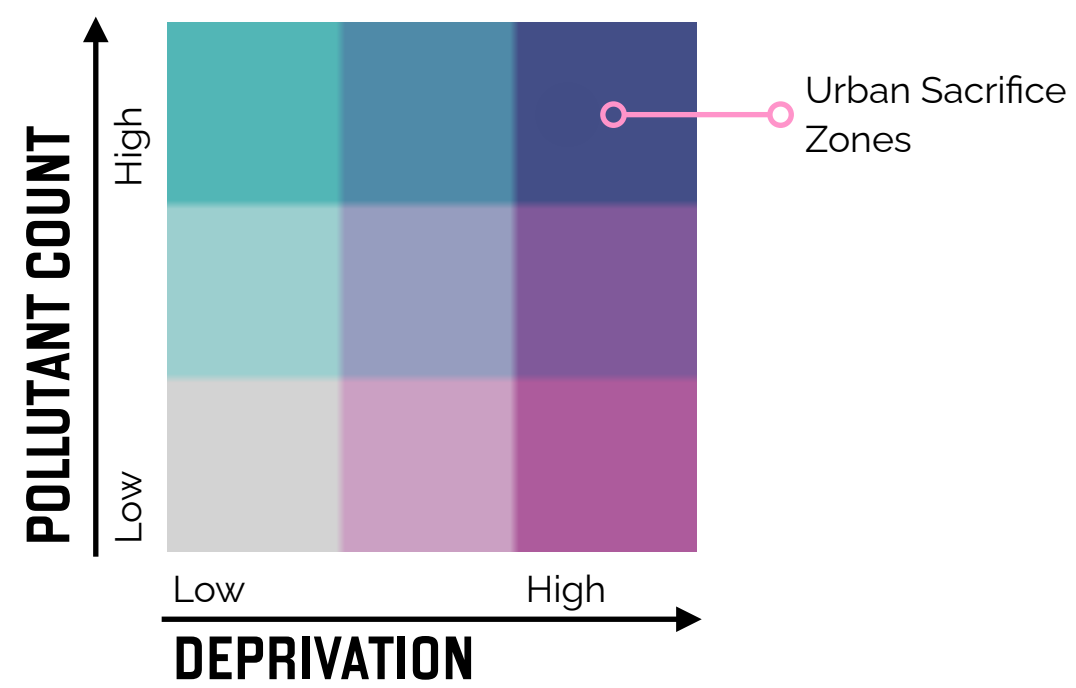 POLLUTANT COUNT
High
Low
Urban Sacrifice
Zones
Low
High
DEPRIVATION